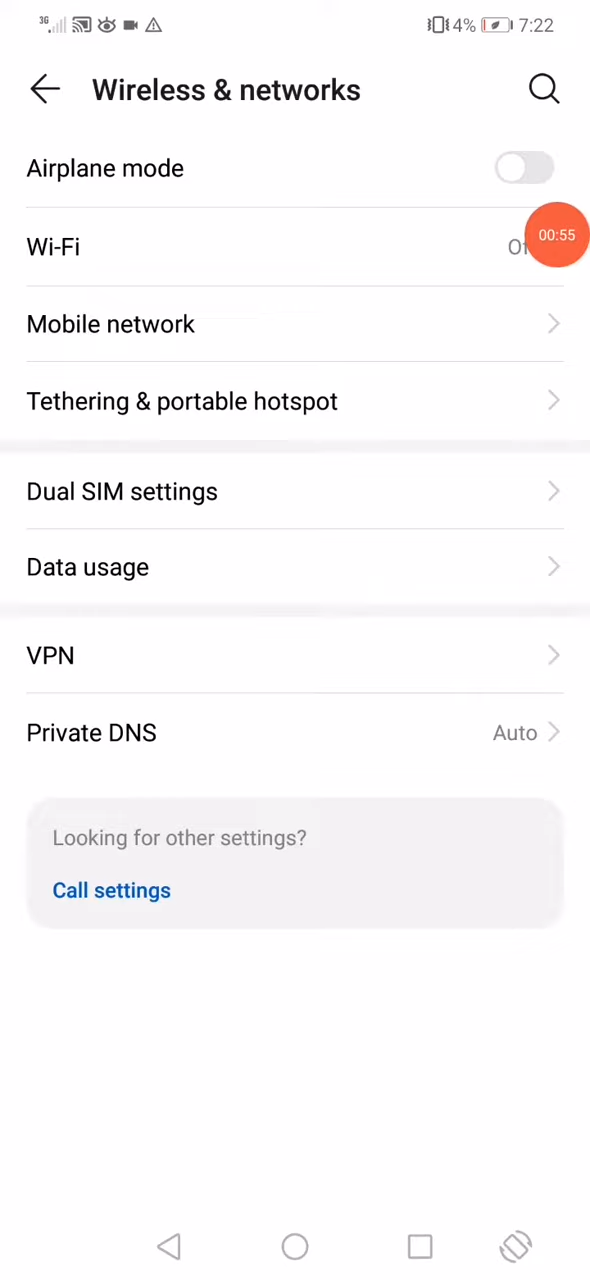 3G 4% 7:22
Wireless & networks
Airplane mode
Wi-Fi
00:55
Mobile network
Tethering & portable hotspot
Dual SIM settings
Data usage
VPN
Private DNS Auto
Looking for other settings?
Call settings